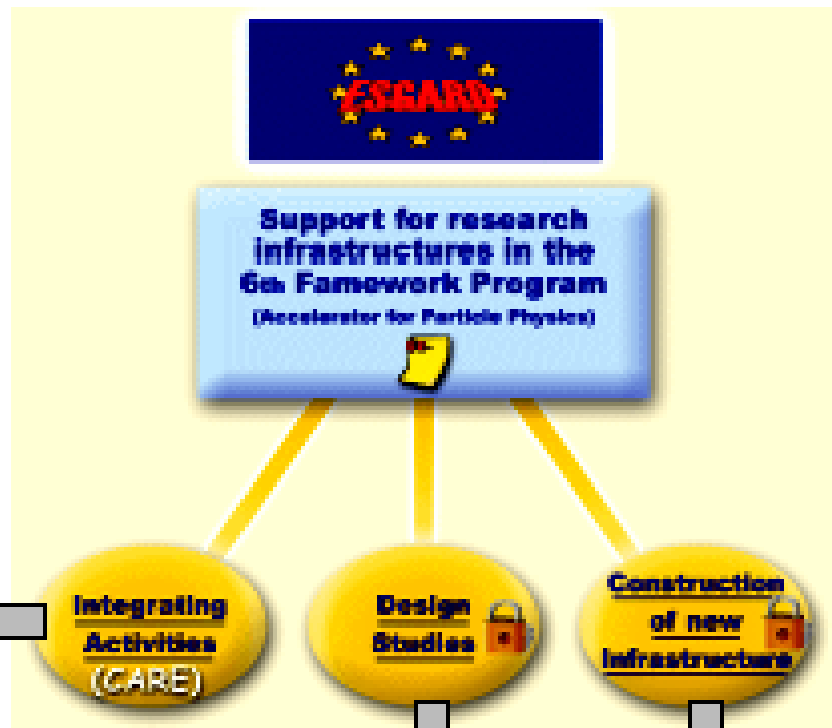 ESGARD
Support for research
infrastructures in the
6th Famework Program
(Accelerator for Particle Physics)
Integrating
Activities
(CARE)
Design
Studies
Construction
of new
Infrastructure